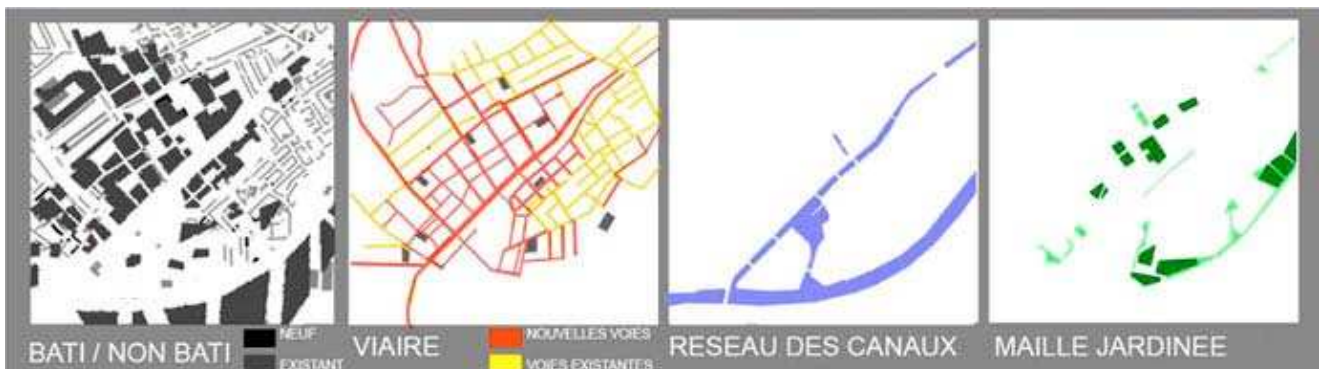 BATI / NON BATI
NEUF
EXISTANT
VIAIRE
NOUVELLES VOIES
VOIES EXISTANTES
RESEAU DES CANAUX
MAILLE JARDINEE